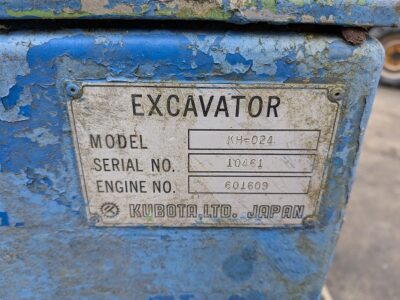 EXCAVATOR
MODEL KH-024
SERIAL NO. 10461
ENGINE NO. 601609
KUBOTA, LTD. JAPAN